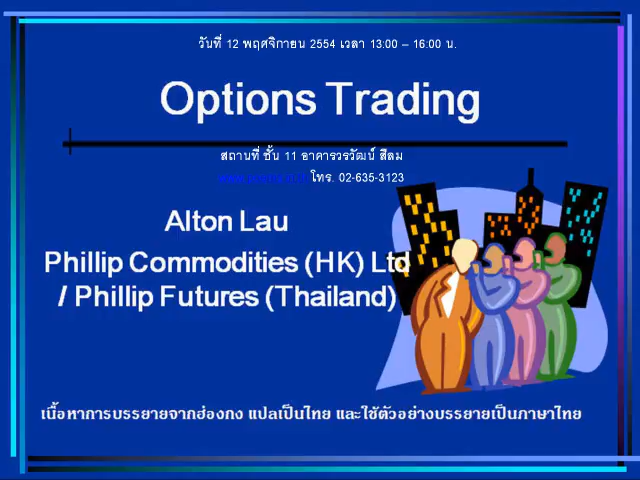 วันที่ 12 พฤศจิกายน 2554 เวลา 13:00 – 16:00 น.
Options Trading
สถานที่ ชั้น 11 อาคารวรวัฒน์ สีลม
โทร. 02-635-3123
Alton Lau
Phillip Commodities (HK) Ltd
/ Phillip Futures (Thailand)
เนื้อหาการบรรยายจากฮ่องกง แปลเป็นไทย และใช้ตัวอย่างบรรยายเป็นภาษาไทย